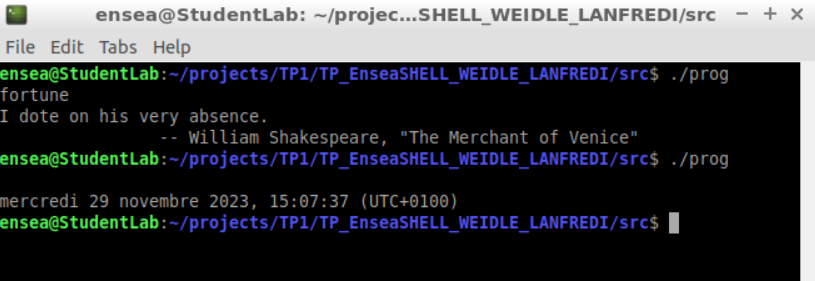 ensea@StudentLab: ~/projec...SHELL_WEIDLE_LANFREDI/src
File Edit Tabs Help
ensea@StudentLab:~/projects/TP1/TP_EnseaSHELL_WEIDLE_LANFREDI/src$ ./prog
fortune
I dote on his very absence.
-- William Shakespeare, "The Merchant of Venice"
ensea@StudentLab:~/projects/TP1/TP_EnseaSHELL_WEIDLE_LANFREDI/src$ ./prog
mercredi 29 novembre 2023, 15:07:37 (UTC+0100)
ensea@StudentLab:~/projects/TP1/TP_EnseaSHELL_WEIDLE_LANFREDI/src$